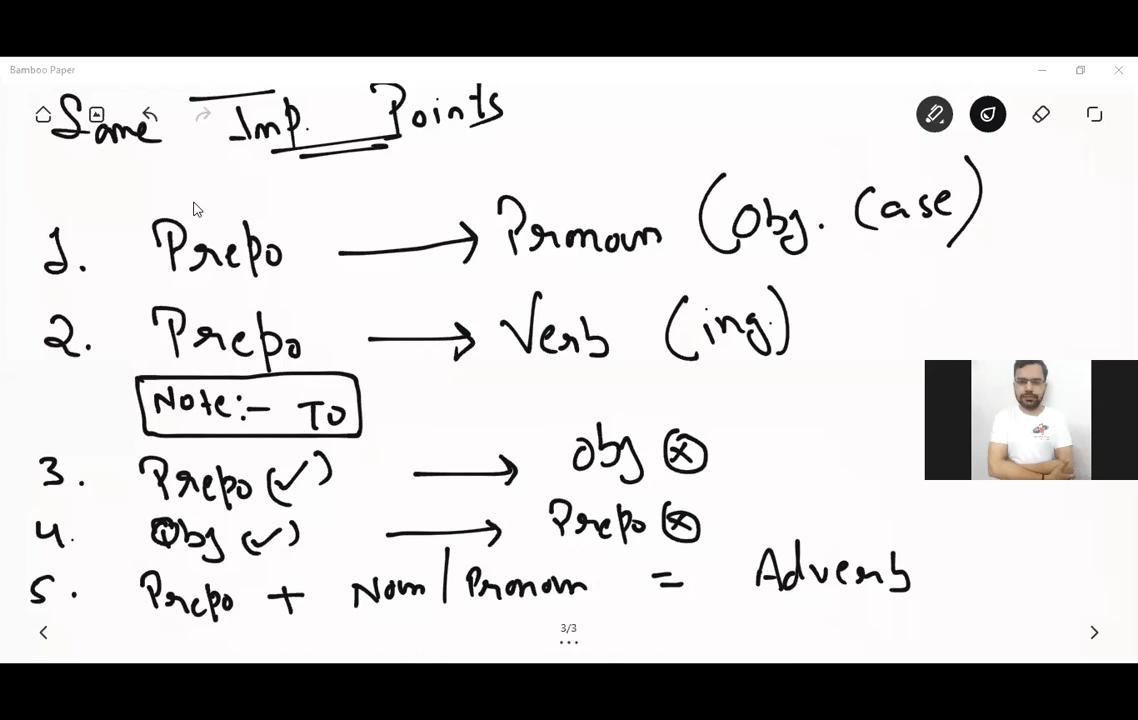 Bamboo Paper
Some Imp. Points
1. Prepo → Pronoun (Obj. Case)
2. Prepo → Verb (ing)
Note:- TO
3. Prepo (✓) → Obj ⊗
4. Obj (✓) → Prepo ⊗
5. Prepo + Noun / Pronoun = Adverb
3/3